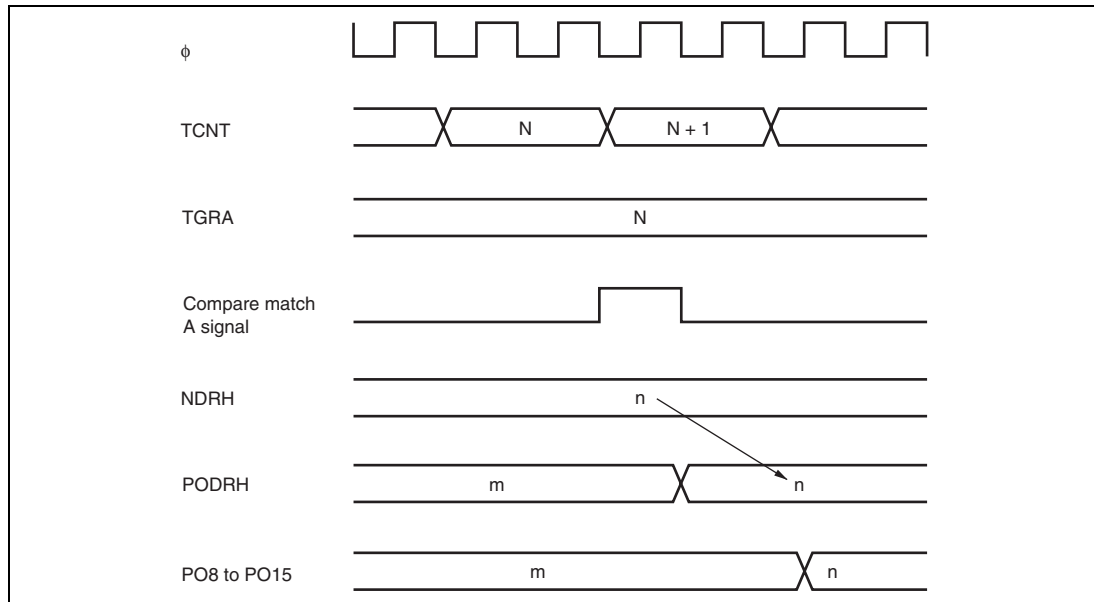 ϕ
TCNT N N + 1
TGRA N
Compare match
A signal
NDRH n
PODRH m n
PO8 to PO15 m n